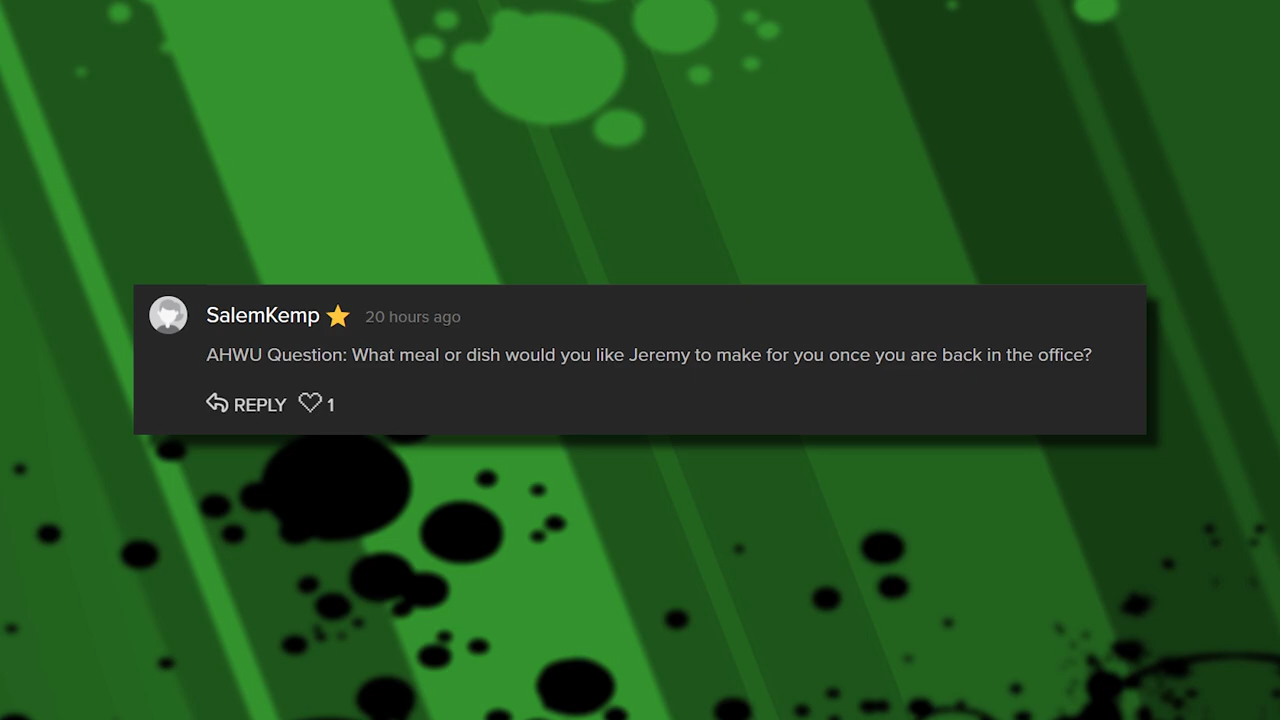 SalemKemp 20 hours ago
AHWU Question: What meal or dish would you like Jeremy to make for you once you are back in the office?
REPLY 1